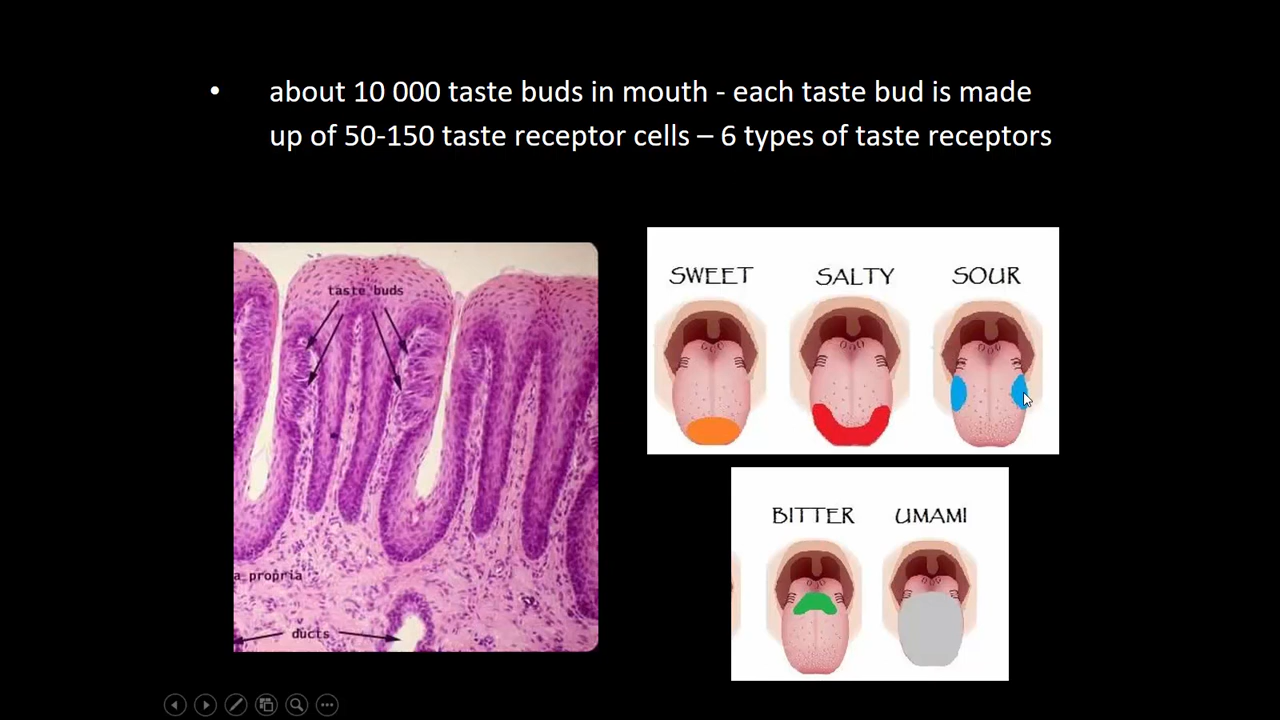 • about 10 000 taste buds in mouth - each taste bud is made
up of 50-150 taste receptor cells – 6 types of taste receptors
taste buds
a propria
ducts
SWEET
SALTY
SOUR
BITTER
UMAMI